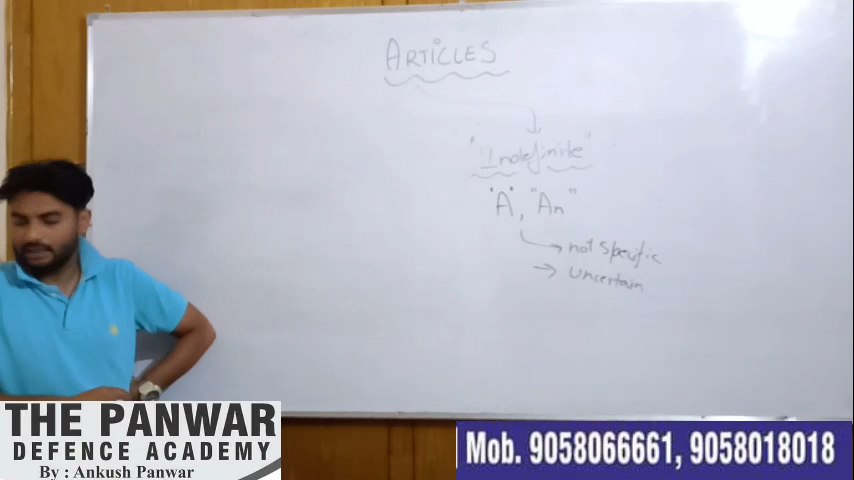 ARTICLES
"Indefinite"
"A", "An"
→ not specific
→ uncertain
THE PANWAR
DEFENCE ACADEMY
By : Ankush Panwar
Mob. 9058066661, 9058018018